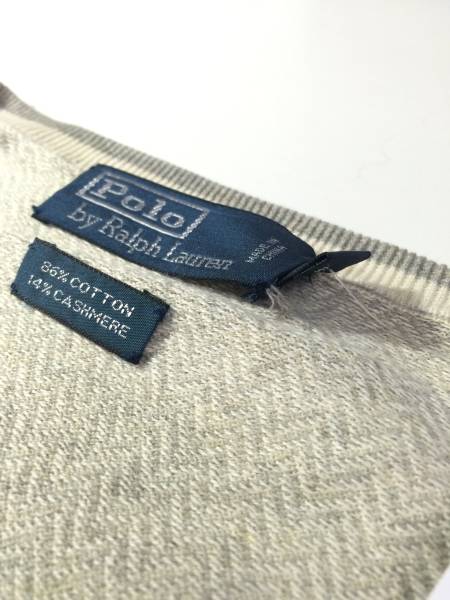 Polo
by Ralph Lauren
MADE IN
CHINA
86% COTTON
14% CASHMERE